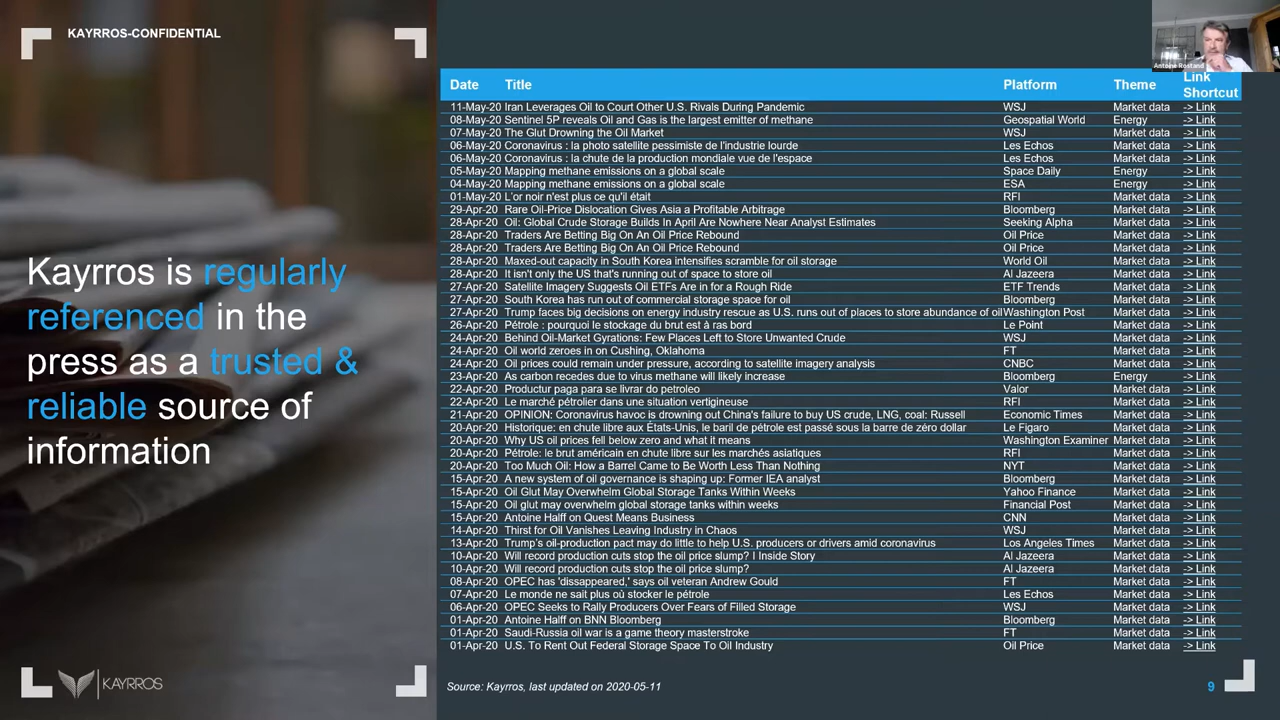 KAYRROS-CONFIDENTIAL
Kayrros is regularly
referenced in the
press as a trusted &
reliable source of
information
KAYRROS
Antoine Rostand
Date Title Platform Theme Link Shortcut
11-May-20 Iran Leverages Oil to Court Other U.S. Rivals During Pandemic WSJ Market data -> Link
08-May-20 Sentinel 5P reveals Oil and Gas is the largest emitter of methane Geospatial World Energy -> Link
07-May-20 The Glut Drowning the Oil Market WSJ Market data -> Link
06-May-20 Coronavirus : la photo satellite pessimiste de l'industrie lourde Les Echos Market data -> Link
06-May-20 Coronavirus : la chute de la production mondiale vue de l'espace Les Echos Market data -> Link
05-May-20 Mapping methane emissions on a global scale Space Daily Energy -> Link
04-May-20 Mapping methane emissions on a global scale ESA Energy -> Link
01-May-20 L'or noir n'est plus ce qu'il était RFI Market data -> Link
29-Apr-20 Rare Oil-Price Dislocation Gives Asia a Profitable Arbitrage Bloomberg Market data -> Link
28-Apr-20 Oil: Global Crude Storage Builds In April Are Nowhere Near Analyst Estimates Seeking Alpha Market data -> Link
28-Apr-20 Traders Are Betting Big On An Oil Price Rebound Oil Price Market data -> Link
28-Apr-20 Traders Are Betting Big On An Oil Price Rebound Oil Price Market data -> Link
28-Apr-20 Maxed-out capacity in South Korea intensifies scramble for oil storage World Oil Market data -> Link
28-Apr-20 It isn't only the US that's running out of space to store oil Al Jazeera Market data -> Link
27-Apr-20 Satellite Imagery Suggests Oil ETFs Are in for a Rough Ride ETF Trends Market data -> Link
27-Apr-20 South Korea has run out of commercial storage space for oil Bloomberg Market data -> Link
27-Apr-20 Trump faces big decisions on energy industry rescue as U.S. runs out of places to store abundance of oil Washington Post Market data -> Link
26-Apr-20 Pétrole : pourquoi le stockage du brut est à ras bord Le Point Market data -> Link
24-Apr-20 Behind Oil-Market Gyrations: Few Places Left to Store Unwanted Crude WSJ Market data -> Link
24-Apr-20 Oil world zeroes in on Cushing, Oklahoma FT Market data -> Link
24-Apr-20 Oil prices could remain under pressure, according to satellite imagery analysis CNBC Market data -> Link
23-Apr-20 As carbon recedes due to virus methane will likely increase Bloomberg Energy -> Link
22-Apr-20 Productur paga para se livrar do petroleo Valor Market data -> Link
22-Apr-20 Le marché pétrolier dans une situation vertigineuse RFI Market data -> Link
21-Apr-20 OPINION: Coronavirus havoc is drowning out China's failure to buy US crude, LNG, coal: Russell Economic Times Market data -> Link
20-Apr-20 Historique: en chute libre aux États-Unis, le baril de pétrole est passé sous la barre de zéro dollar Le Figaro Market data -> Link
20-Apr-20 Why US oil prices fell below zero and what it means Washington Examiner Market data -> Link
20-Apr-20 Pétrole: le brut américain en chute libre sur les marchés asiatiques RFI Market data -> Link
20-Apr-20 Too Much Oil: How a Barrel Came to Be Worth Less Than Nothing NYT Market data -> Link
15-Apr-20 A new system of oil governance is shaping up: Former IEA analyst Bloomberg Market data -> Link
15-Apr-20 Oil Glut May Overwhelm Global Storage Tanks Within Weeks Yahoo Finance Market data -> Link
15-Apr-20 Oil glut may overwhelm global storage tanks within weeks Financial Post Market data -> Link
15-Apr-20 Antoine Halff on Quest Means Business CNN Market data -> Link
14-Apr-20 Thirst for Oil Vanishes Leaving Industry in Chaos WSJ Market data -> Link
13-Apr-20 Trump's oil-production pact may do little to help U.S. producers or drivers amid coronavirus Los Angeles Times Market data -> Link
10-Apr-20 Will record production cuts stop the oil price slump? I Inside Story Al Jazeera Market data -> Link
10-Apr-20 Will record production cuts stop the oil price slump? Al Jazeera Market data -> Link
08-Apr-20 OPEC has 'dissappeared,' says oil veteran Andrew Gould FT Market data -> Link
07-Apr-20 Le monde ne sait plus où stocker le pétrole Les Echos Market data -> Link
06-Apr-20 OPEC Seeks to Rally Producers Over Fears of Filled Storage WSJ Market data -> Link
01-Apr-20 Antoine Halff on BNN Bloomberg Bloomberg Market data -> Link
01-Apr-20 Saudi-Russia oil war is a game theory masterstroke FT Market data -> Link
01-Apr-20 U.S. To Rent Out Federal Storage Space To Oil Industry Oil Price Market data -> Link
Source: Kayrros, last updated on 2020-05-11
9